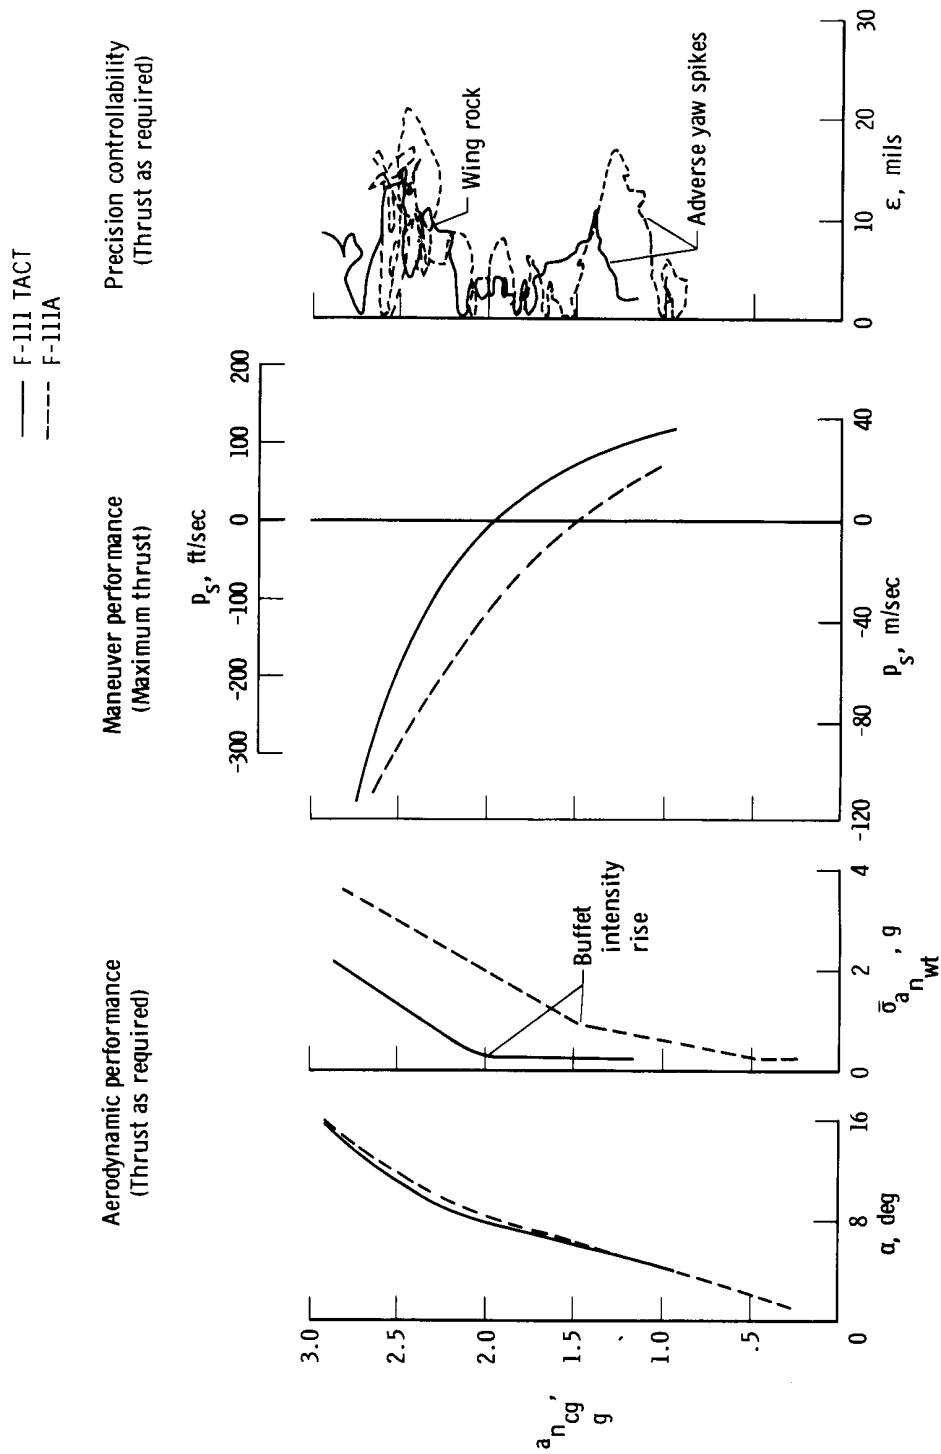 F-111 TACT
F-111A
Aerodynamic performance
(Thrust as required)
Maneuver performance
(Maximum thrust)
Precision controllability
(Thrust as required)
p_s, ft/sec
-300 -200 -100 0 100 200
3.0
2.5
2.0
1.5
1.0
.5
0
a_n_cg,
g
8 16
α, deg
Buffet
intensity
rise
0 2 4
σ̄_a_n_wt, g
-120 -80 -40 0 40
p_s, m/sec
Wing rock
Adverse yaw spikes
0 10 20 30
ε, mils